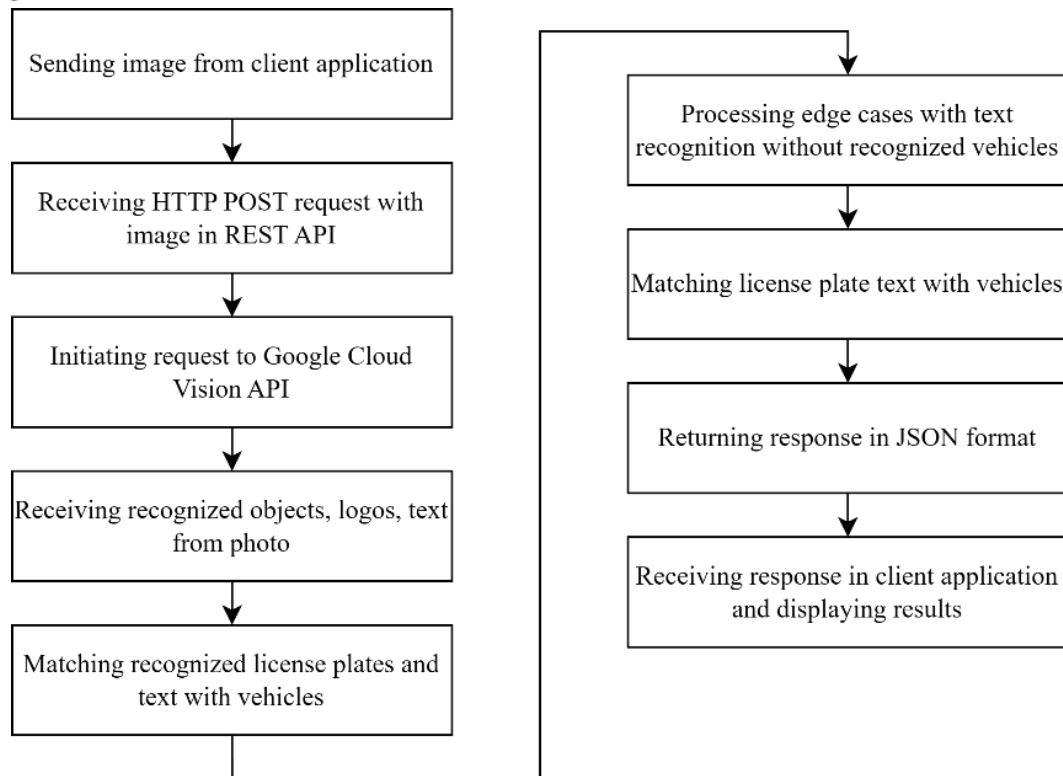 Sending image from client application
Receiving HTTP POST request with
image in REST API
Initiating request to Google Cloud
Vision API
Receiving recognized objects, logos, text
from photo
Matching recognized license plates and
text with vehicles
Processing edge cases with text
recognition without recognized vehicles
Matching license plate text with vehicles
Returning response in JSON format
Receiving response in client application
and displaying results